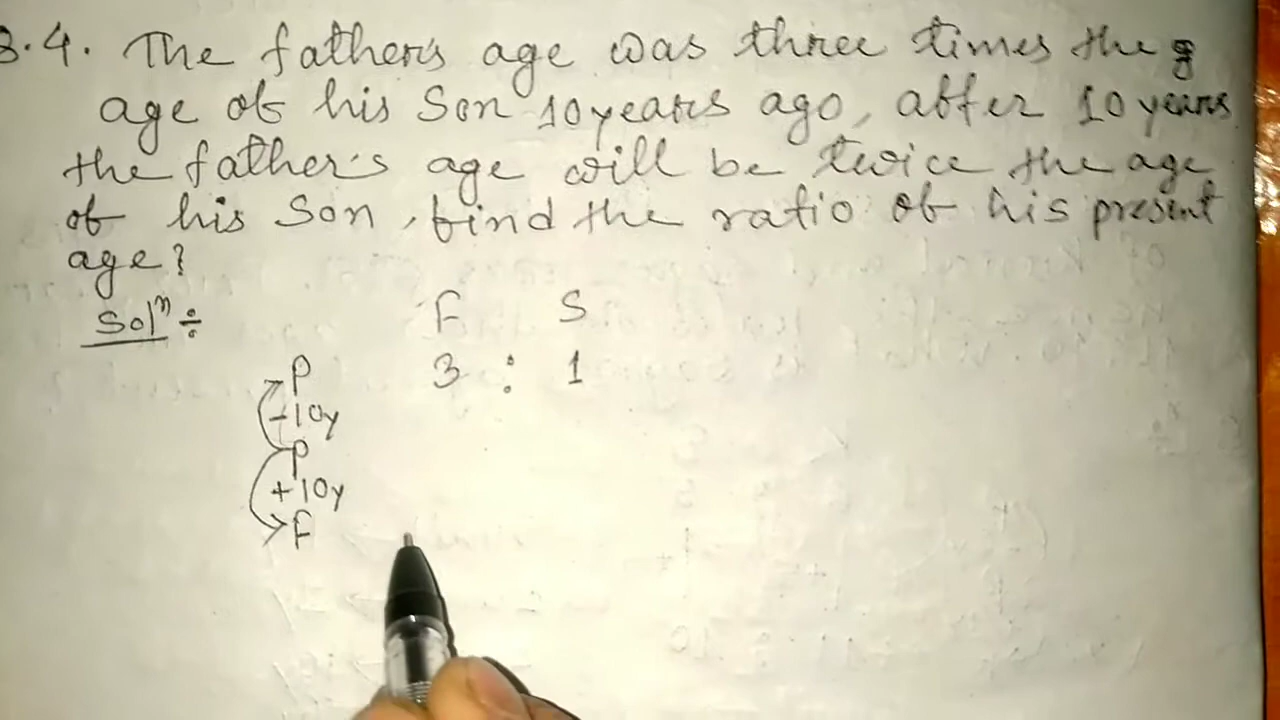 3.4. The father's age was three times the
age of his Son 10 years ago, after 10 years
the father's age will be twice the age
of his Son, find the ratio of his present
age?
Solⁿ ÷
F S
P 3 : 1
-10y
P
+10y
F